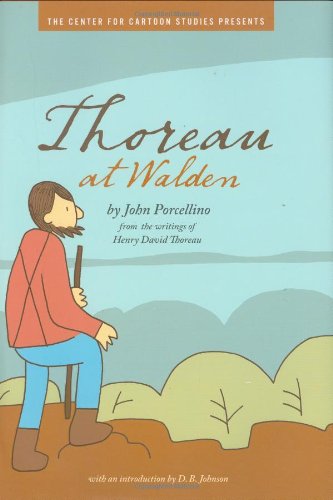 THE CENTER FOR CARTOON STUDIES PRESENTS
Thoreau
at Walden
by John Porcellino
from the writings of
Henry David Thoreau
with an introduction by D. B. Johnson